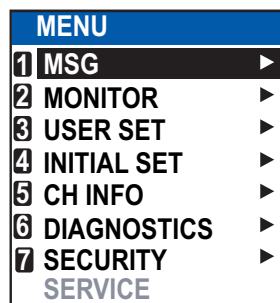 MENU
1 MSG ▶
2 MONITOR ▶
3 USER SET ▶
4 INITIAL SET ▶
5 CH INFO ▶
6 DIAGNOSTICS ▶
7 SECURITY ▶
SERVICE